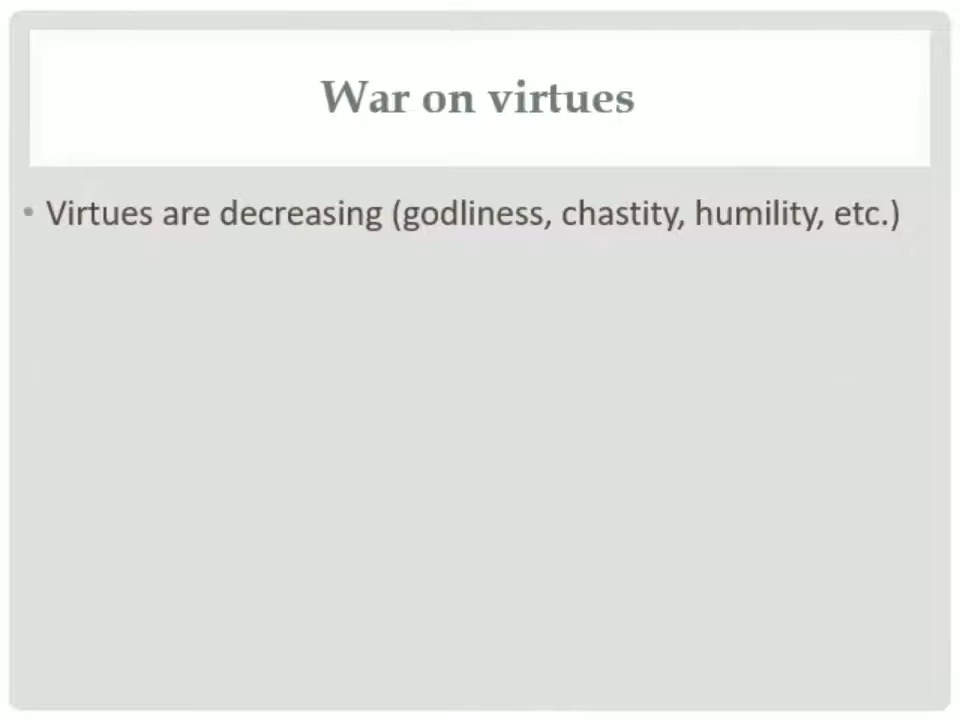 War on virtues
• Virtues are decreasing (godliness, chastity, humility, etc.)